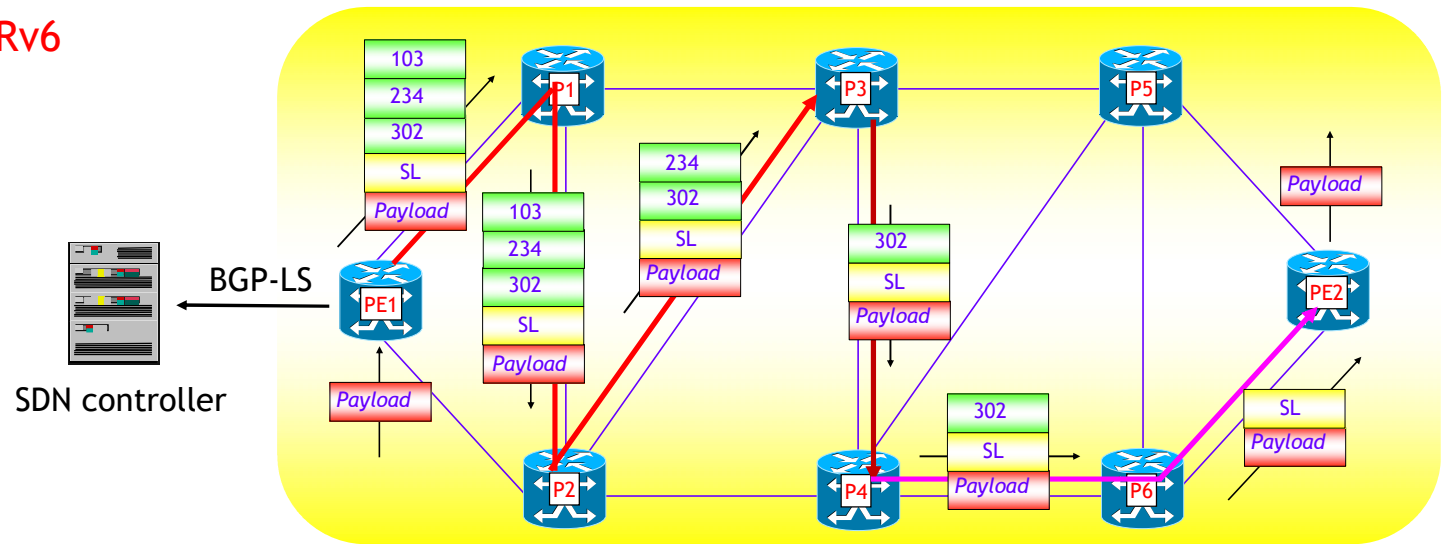 Rv6
103
234
302
SL
Payload
P1
P3
P5
234
302
SL
Payload
Payload
103
234
302
SL
Payload
302
SL
Payload
BGP-LS
PE1
PE2
SDN controller
Payload
302
SL
Payload
SL
Payload
P2
P4
P6